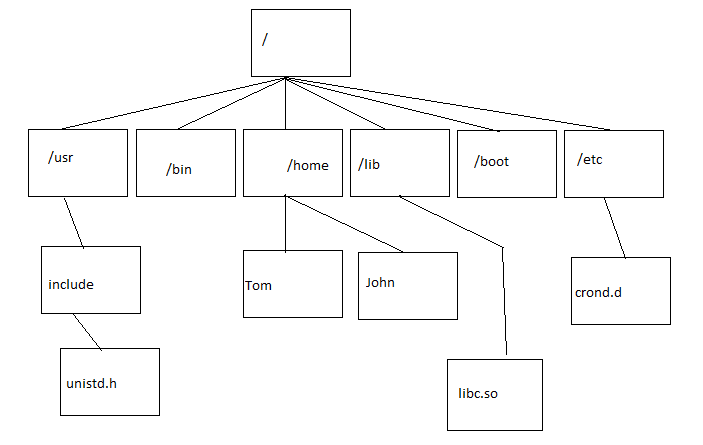 /
/usr
/bin
/home
/lib
/boot
/etc
include
Tom
John
crond.d
unistd.h
libc.so